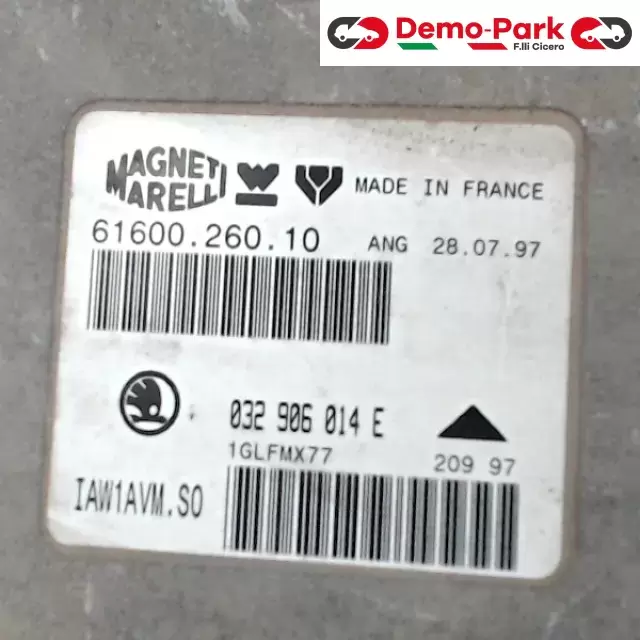 Demo-Park
F.lli Cicero
MAGNETI
MARELLI
MADE IN FRANCE
61600.260.10 ANG 28.07.97
032 906 014 E
1GLFMX77
209 97
IAW1AVM.S0